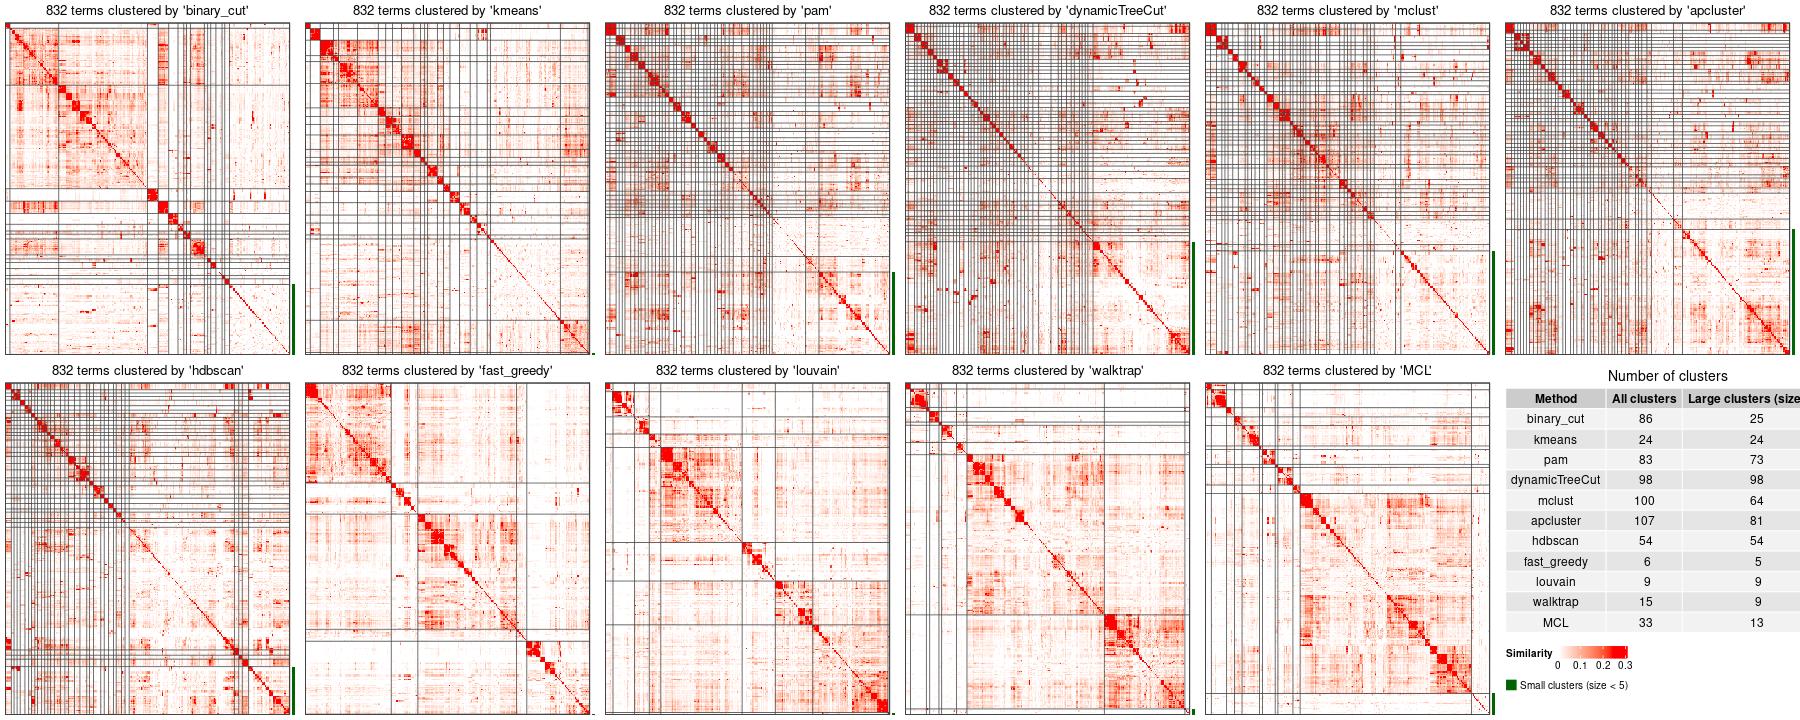 832 terms clustered by 'binary_cut'
832 terms clustered by 'kmeans'
832 terms clustered by 'pam'
832 terms clustered by 'dynamicTreeCut'
832 terms clustered by 'mclust'
832 terms clustered by 'apcluster'
832 terms clustered by 'hdbscan'
832 terms clustered by 'fast_greedy'
832 terms clustered by 'louvain'
832 terms clustered by 'walktrap'
832 terms clustered by 'MCL'
Number of clusters
Method All clusters Large clusters (size
binary_cut 86 25
kmeans 24 24
pam 83 73
dynamicTreeCut 98 98
mclust 100 64
apcluster 107 81
hdbscan 54 54
fast_greedy 6 5
louvain 9 9
walktrap 15 9
MCL 33 13
Similarity
0 0.1 0.2 0.3
Small clusters (size < 5)